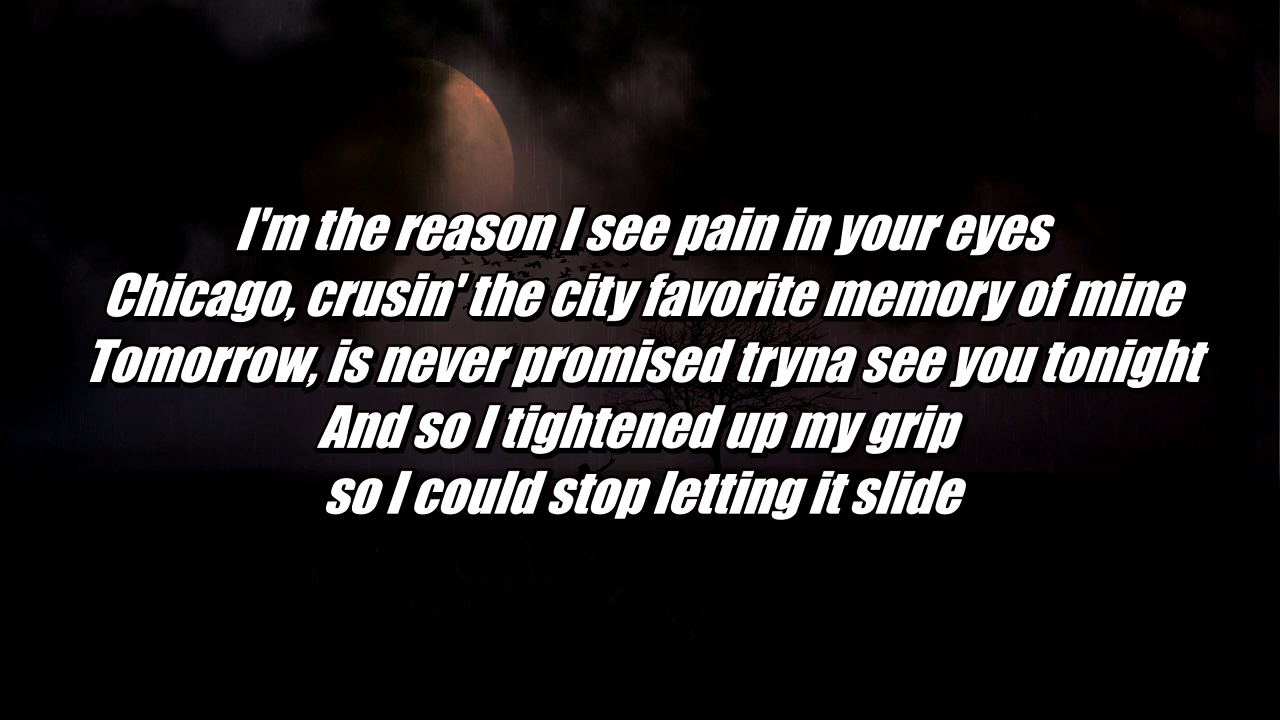 I'm the reason I see pain in your eyes
Chicago, crusin' the city favorite memory of mine
Tomorrow, is never promised tryna see you tonight
And so I tightened up my grip
so I could stop letting it slide